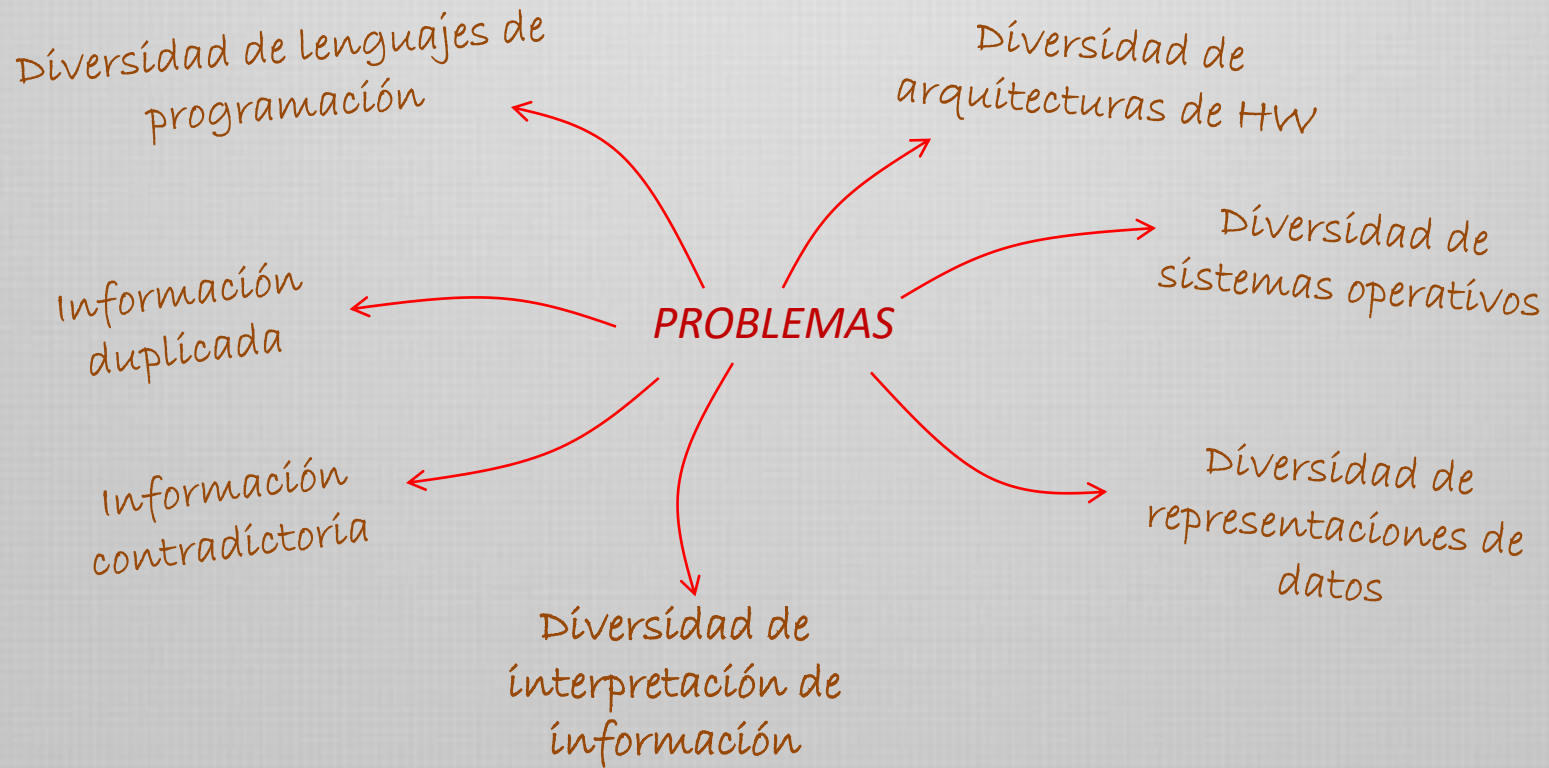 Diversidad de lenguajes de
programación
Diversidad de
arquitecturas de HW
Diversidad de
sistemas operativos
Información
duplicada
PROBLEMAS
Información
contradictoria
Diversidad de
representaciones de
datos
Diversidad de
interpretación de
información